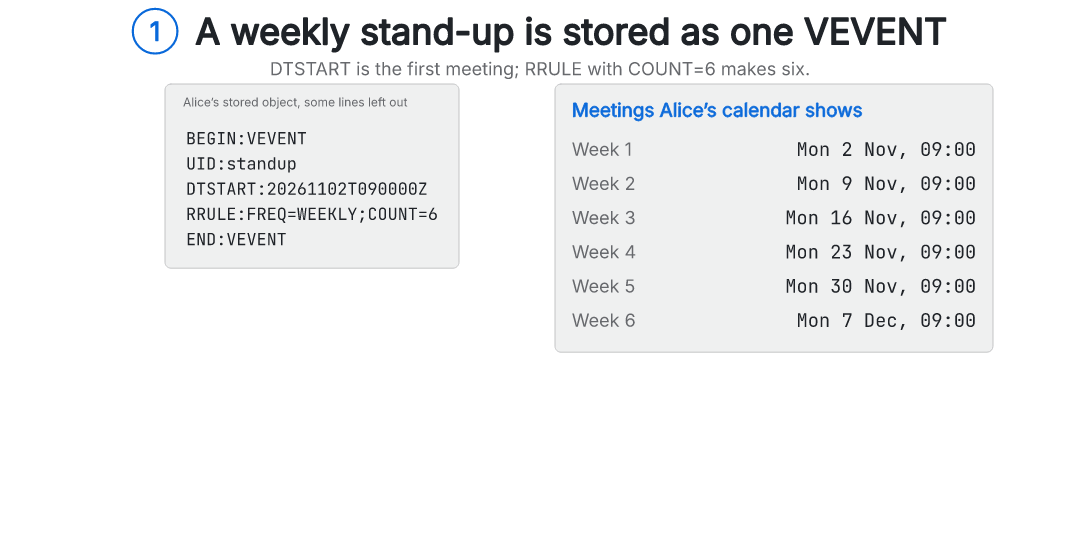 1 A weekly stand-up is stored as one VEVENT
DTSTART is the first meeting; RRULE with COUNT=6 makes six.
Alice’s stored object, some lines left out
BEGIN:VEVENT
UID:standup
DTSTART:20261102T090000Z
RRULE:FREQ=WEEKLY;COUNT=6
END:VEVENT
Meetings Alice’s calendar shows
Week 1 Mon 2 Nov, 09:00
Week 2 Mon 9 Nov, 09:00
Week 3 Mon 16 Nov, 09:00
Week 4 Mon 23 Nov, 09:00
Week 5 Mon 30 Nov, 09:00
Week 6 Mon 7 Dec, 09:00